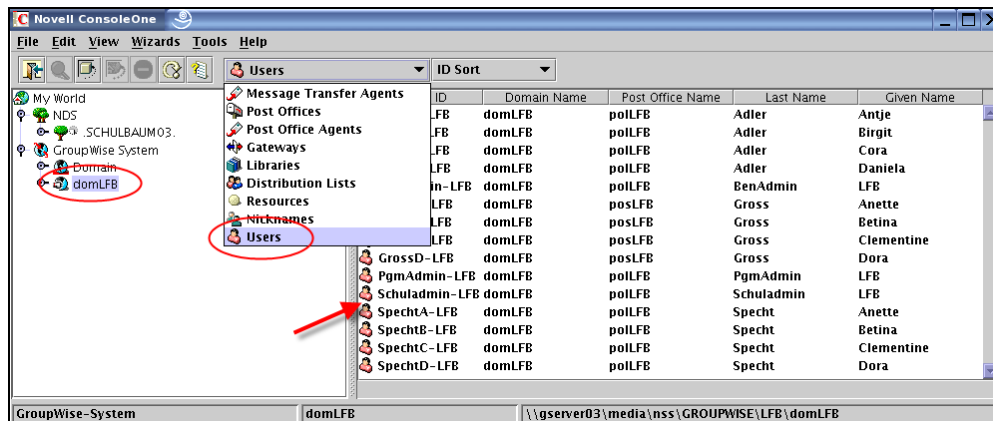 Novell ConsoleOne
File Edit View Wizards Tools Help
Users ID Sort
My World
NDS
.SCHULBAUM03.
GroupWise System
Domain
domLFB
Message Transfer Agents
Post Offices
Post Office Agents
Gateways
Libraries
Distribution Lists
Resources
Nicknames
Users
ID Domain Name Post Office Name Last Name Given Name
LFB domLFB polLFB Adler Antje
LFB domLFB polLFB Adler Birgit
LFB domLFB polLFB Adler Cora
LFB domLFB polLFB Adler Daniela
in-LFB domLFB polLFB BenAdmin LFB
LFB domLFB posLFB Gross Anette
LFB domLFB posLFB Gross Betina
LFB domLFB posLFB Gross Clementine
GrossD-LFB domLFB posLFB Gross Dora
PgmAdmin-LFB domLFB polLFB PgmAdmin LFB
Schuladmin-LFB domLFB polLFB Schuladmin LFB
SpechtA-LFB domLFB polLFB Specht Anette
SpechtB-LFB domLFB polLFB Specht Betina
SpechtC-LFB domLFB polLFB Specht Clementine
SpechtD-LFB domLFB polLFB Specht Dora
GroupWise-System domLFB \\gserver03\media\nss\GROUPWISE\LFB\domLFB